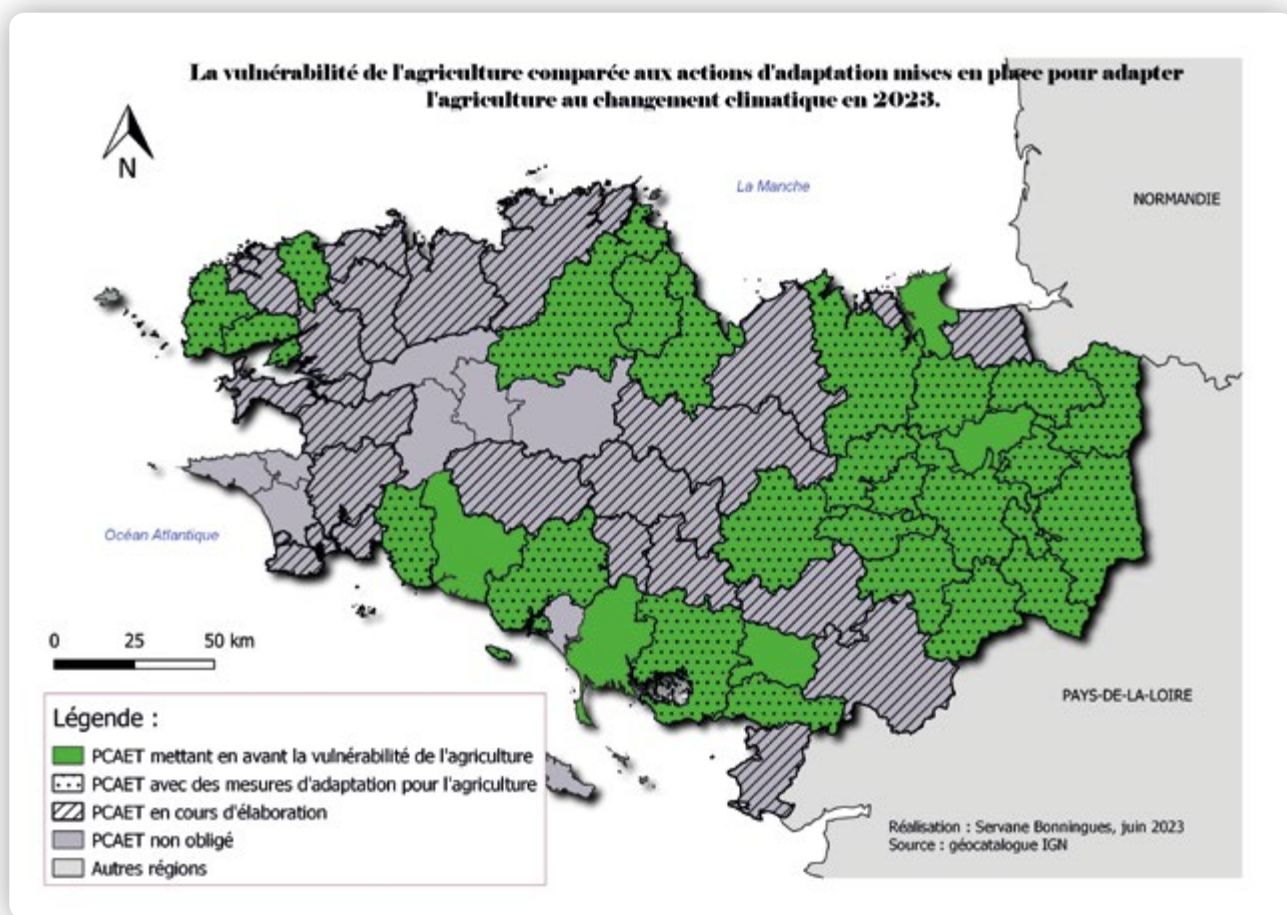 La vulnérabilité de l'agriculture comparée aux actions d'adaptation mises en place pour adapter
l'agriculture au changement climatique en 2023.
N
La Manche
NORMANDIE
Océan Atlantique
0 25 50 km
PAYS-DE-LA-LOIRE
Légende :
PCAET mettant en avant la vulnérabilité de l'agriculture
PCAET avec des mesures d'adaptation pour l'agriculture
PCAET en cours d'élaboration
PCAET non obligé
Autres régions
Réalisation : Servane Bonningues, juin 2023
Source : géocatalogue IGN